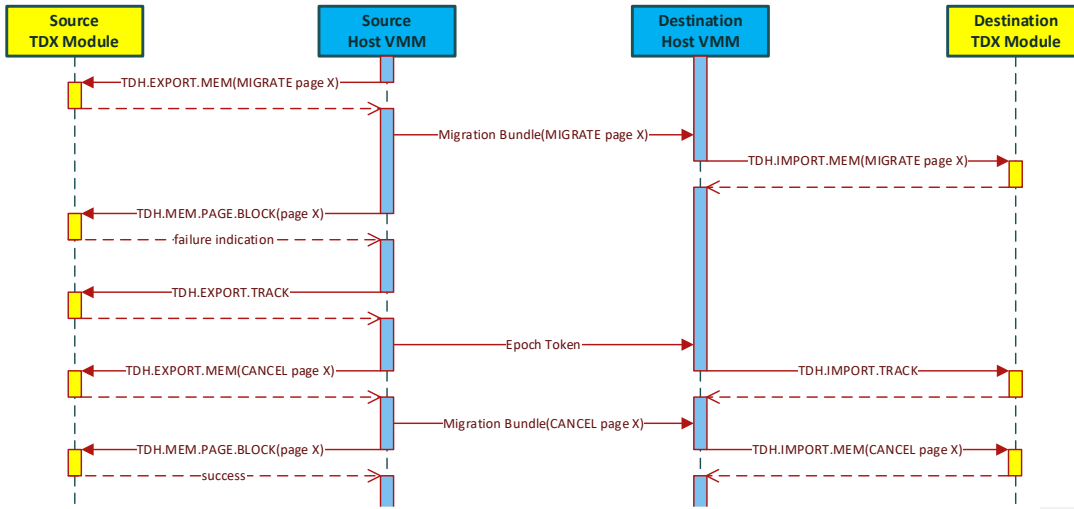 Source
TDX Module
Source
Host VMM
Destination
Host VMM
Destination
TDX Module
TDH.EXPORT.MEM(MIGRATE page X)
Migration Bundle(MIGRATE page X)
TDH.IMPORT.MEM(MIGRATE page X)
TDH.MEM.PAGE.BLOCK(page X)
failure indication
TDH.EXPORT.TRACK
Epoch Token
TDH.EXPORT.MEM(CANCEL page X)
TDH.IMPORT.TRACK
Migration Bundle(CANCEL page X)
TDH.MEM.PAGE.BLOCK(page X)
TDH.IMPORT.MEM(CANCEL page X)
success